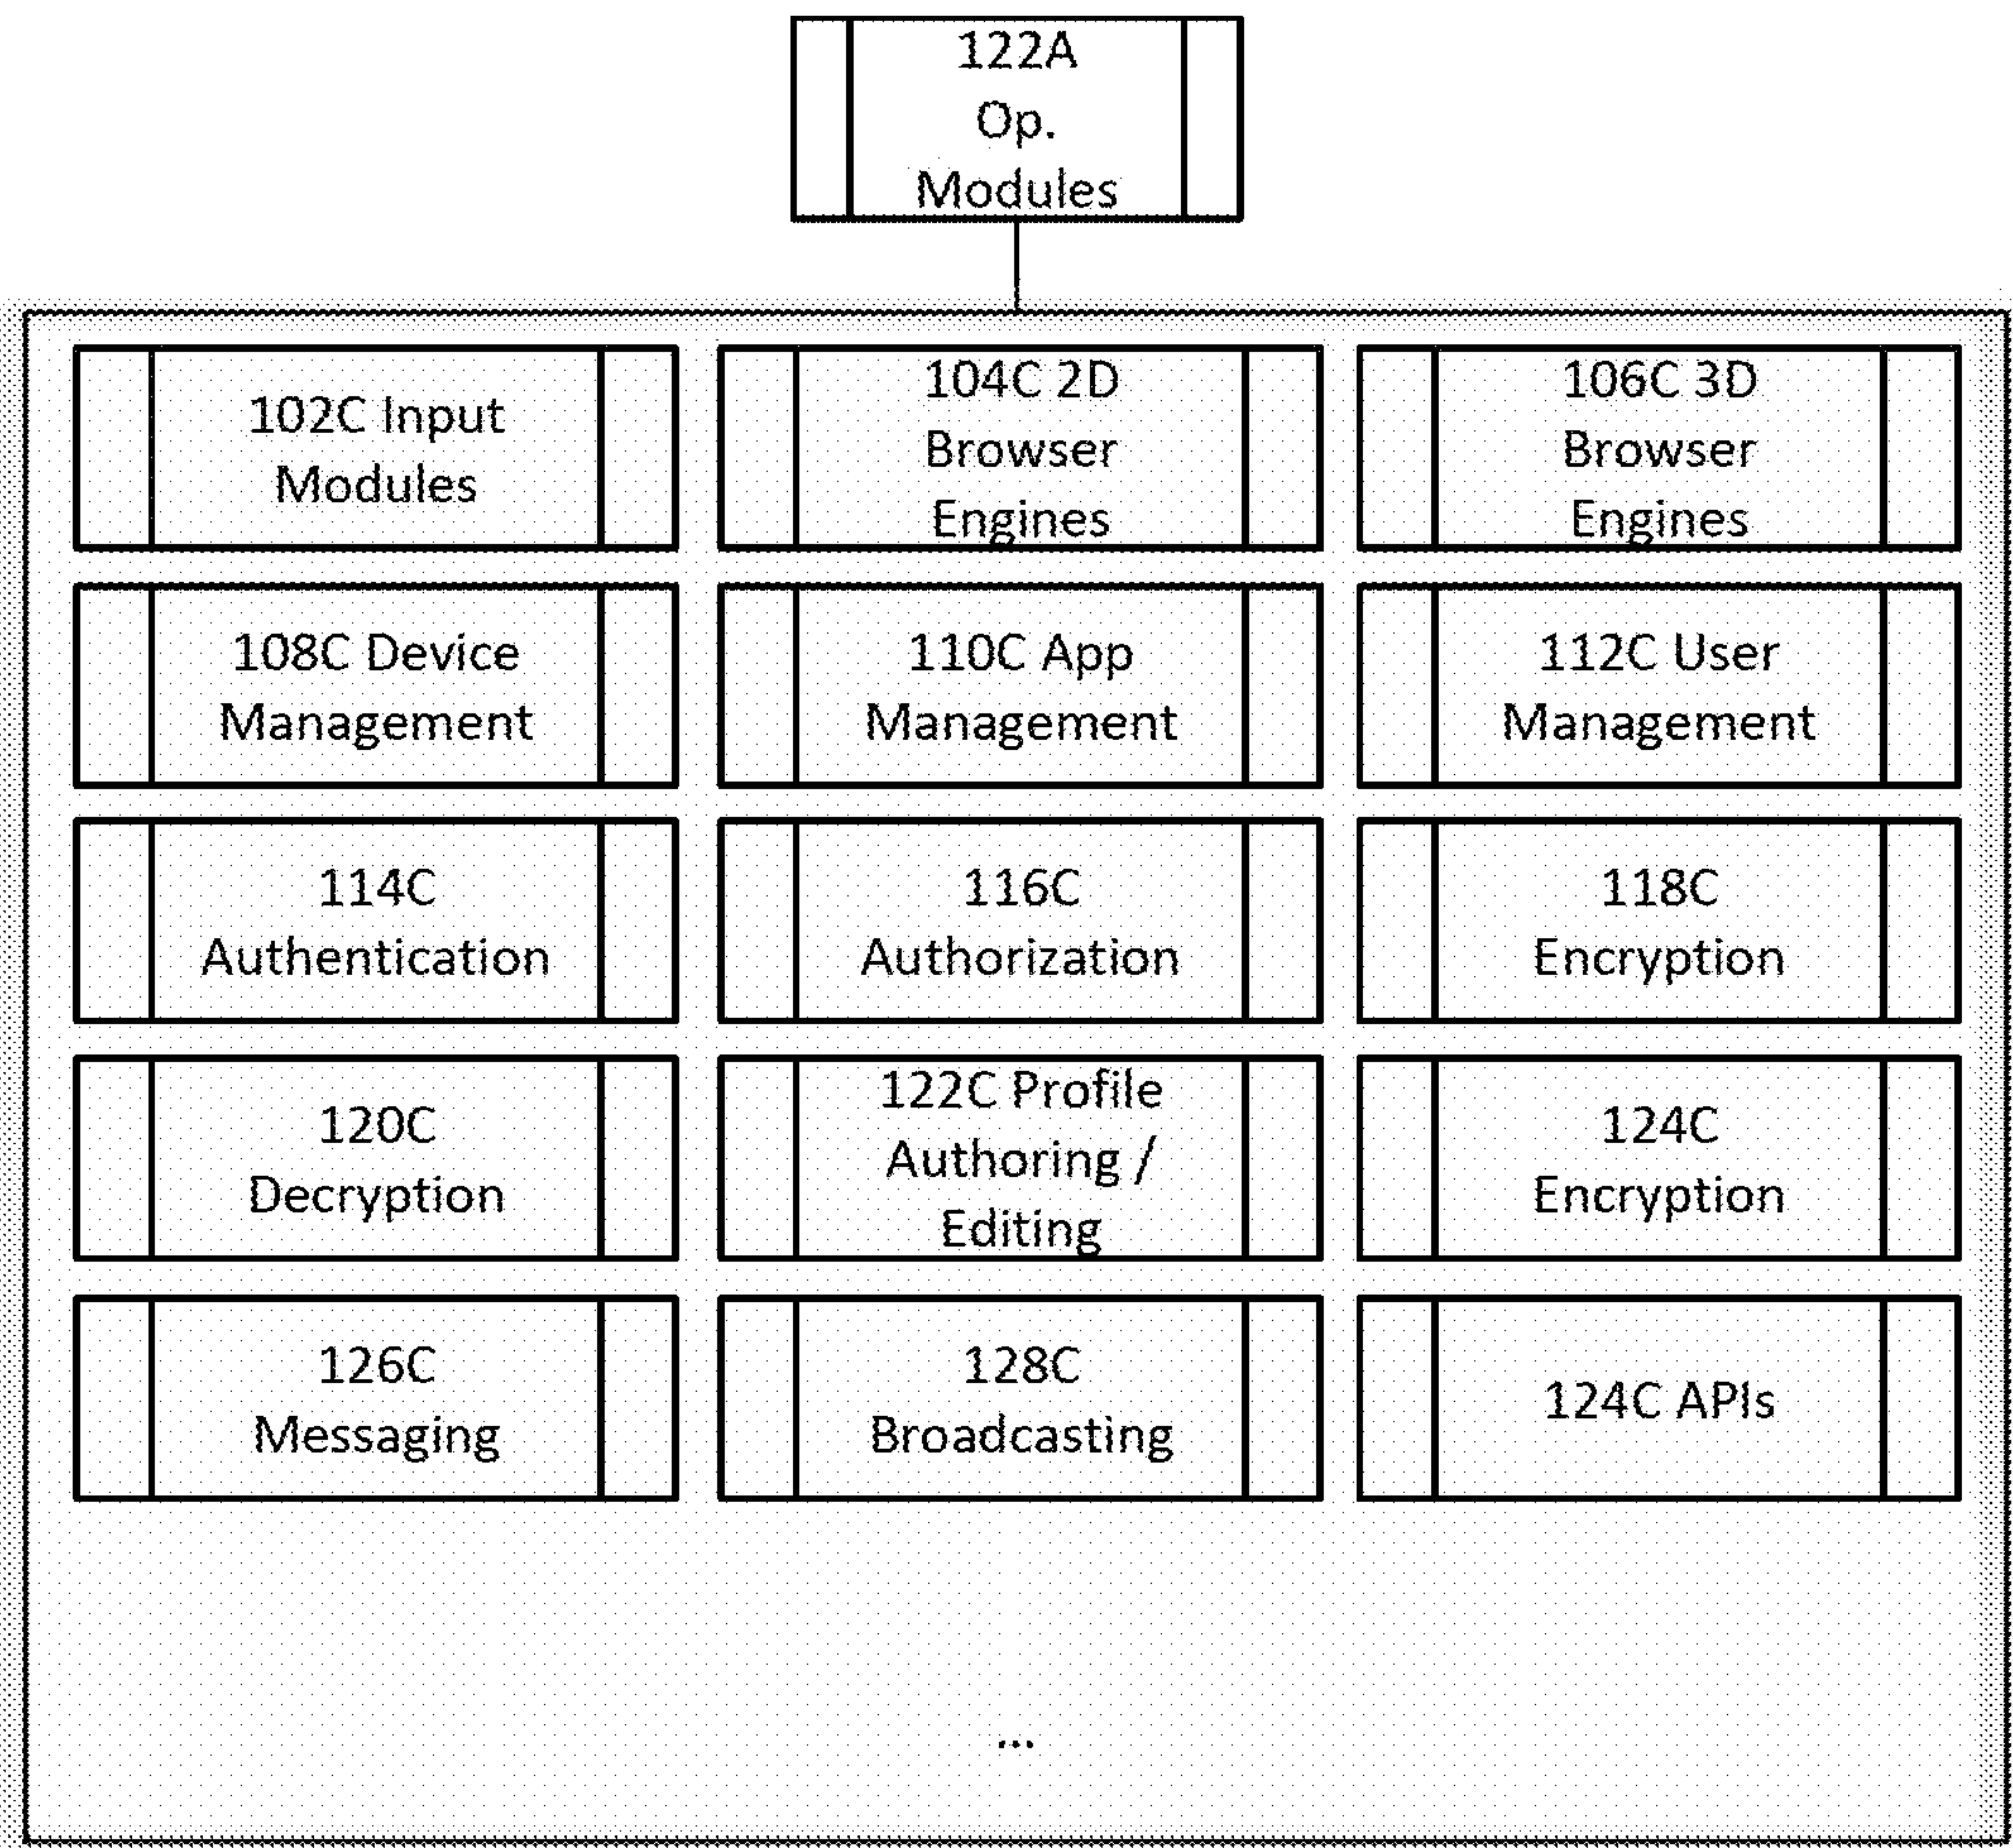 122A
Op.
Modules
102C Input
Modules
104C 2D
Browser
Engines
106C 3D
Browser
Engines
108C Device
Management
110C App
Management
112C User
Management
114C
Authentication
116C
Authorization
118C
Encryption
120C
Decryption
122C Profile
Authoring /
Editing
124C
Encryption
126C
Messaging
128C
Broadcasting
124C APIs
...